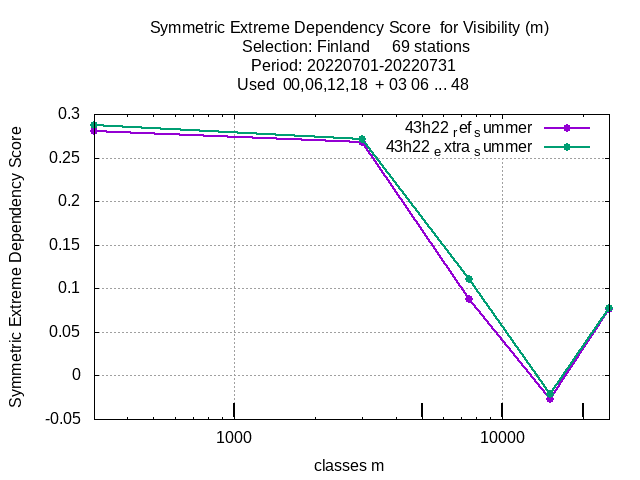 Symmetric Extreme Dependency Score for Visibility (m)
Selection: Finland 69 stations
Period: 20220701-20220731
Used 00,06,12,18 + 03 06 ... 48
Symmetric Extreme Dependency Score
0.3
0.25
0.2
0.15
0.1
0.05
0
-0.05
43h22 ref summer
43h22 extra summer
1000 10000
classes m